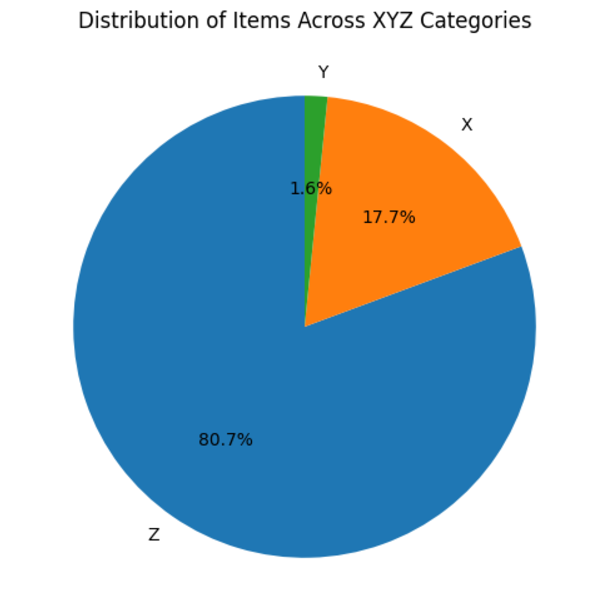 Distribution of Items Across XYZ Categories
Y
X
1.6%
17.7%
80.7%
Z